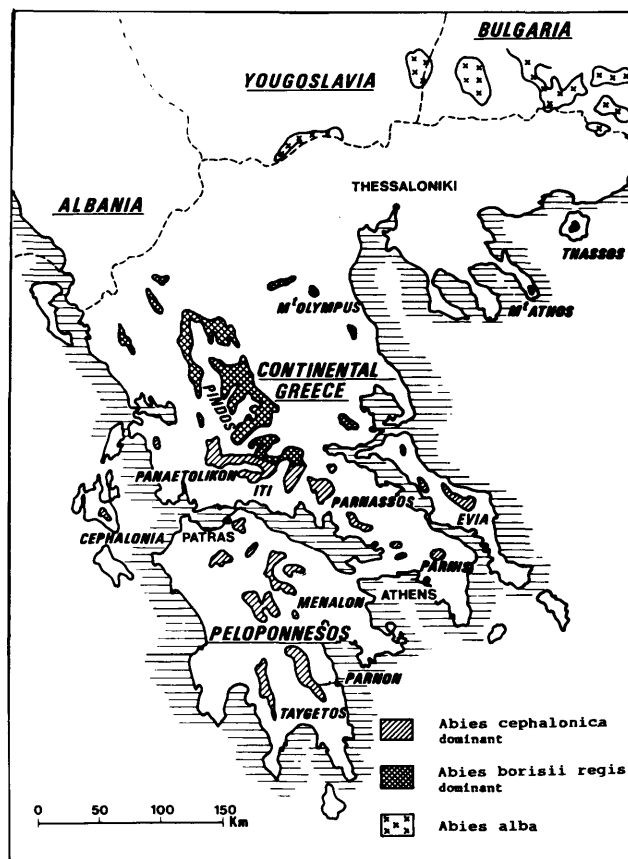 BULGARIA
YOUGOSLAVIA
THESSALONIKI
ALBANIA
THASSOS
Mt OLYMPUS
Mt ATHOS
CONTINENTAL
GREECE
PINDOS
PANAETOLIKON
ITI
PARNASSOS
EVIA
CEPHALONIA
PATRAS
PARNIS
ATHENS
MENALON
PELOPONNESOS
PARNON
TAYGETOS
Abies cephalonica
dominant
Abies borisii regis
dominant
Abies alba
0 50 100 150
Km